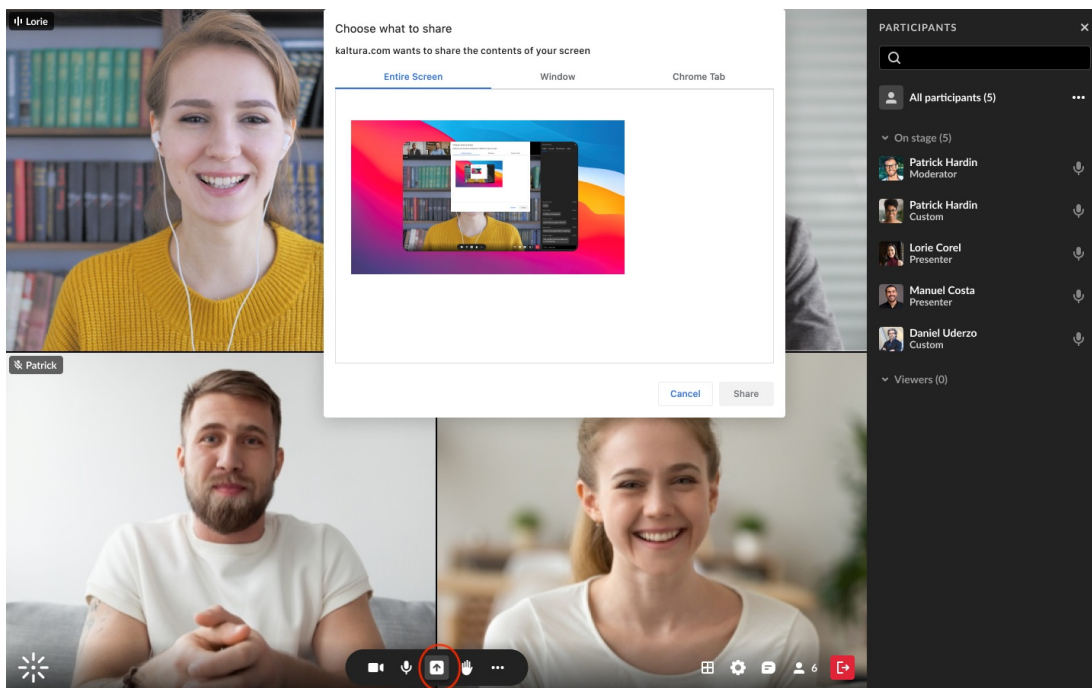 Lorie
Choose what to share
kaltura.com wants to share the contents of your screen
Entire Screen
Window
Chrome Tab
Cancel
Share
Patrick
PARTICIPANTS
All participants (5)
On stage (5)
Patrick Hardin
Moderator
Patrick Hardin
Custom
Lorie Corel
Presenter
Manuel Costa
Presenter
Daniel Uderzo
Custom
Viewers (0)
6